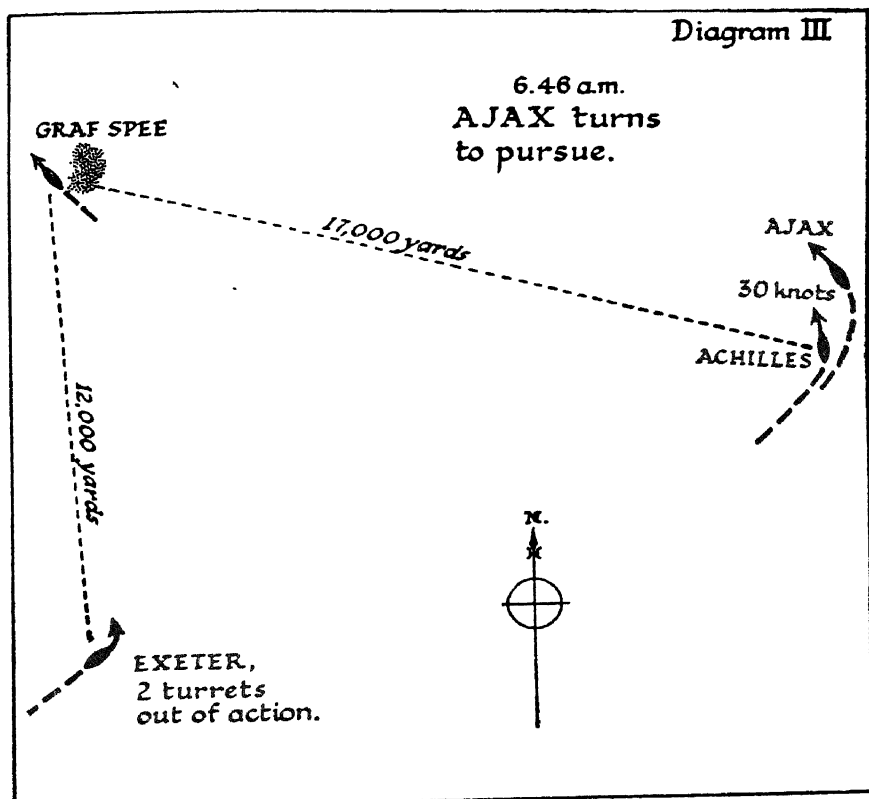 Diagram III
6.46 a.m.
AJAX turns
to pursue.
GRAF SPEE
17,000 yards
AJAX
30 knots
ACHILLES
12,000 yards
N.
EXETER,
2 turrets
out of action.